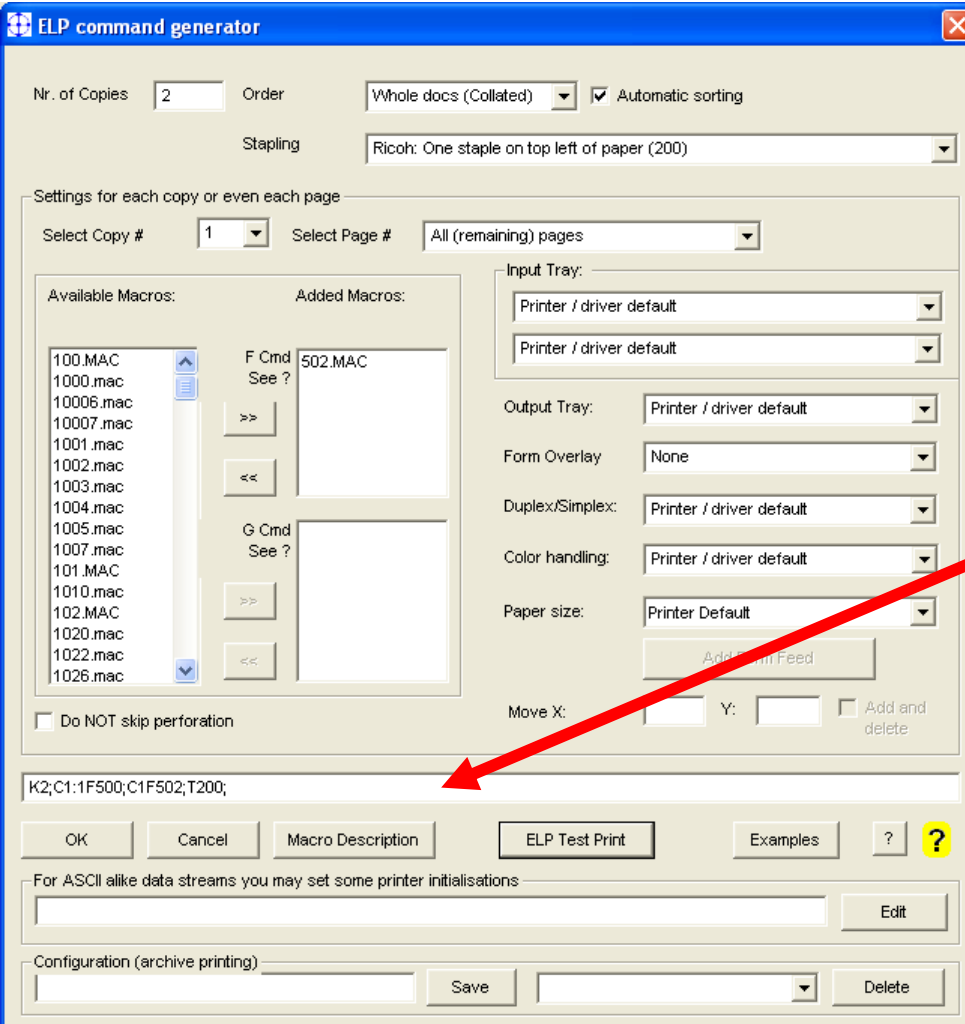 ELP command generator
Nr. of Copies 2 Order Whole docs (Collated) Automatic sorting
Stapling Ricoh: One staple on top left of paper (200)
Settings for each copy or even each page
Select Copy # 1 Select Page # All (remaining) pages
Available Macros: Added Macros:
100.MAC
1000.mac
10006.mac
10007.mac
1001.mac
1002.mac
1003.mac
1004.mac
1005.mac
1007.mac
101.MAC
1010.mac
102.MAC
1020.mac
1022.mac
1026.mac
F Cmd
See ?
>>
<<
502.MAC
G Cmd
See ?
>>
<<
Do NOT skip perforation
Input Tray:
Printer / driver default
Printer / driver default
Output Tray: Printer / driver default
Form Overlay None
Duplex/Simplex: Printer / driver default
Color handling: Printer / driver default
Paper size: Printer Default
Add Form Feed
Move X: Y: Add and
delete
K2;C1:1F500;C1F502;T200;
OK Cancel Macro Description ELP Test Print Examples ? ?
For ASCII alike data streams you may set some printer initialisations
Edit
Configuration (archive printing)
Save Delete